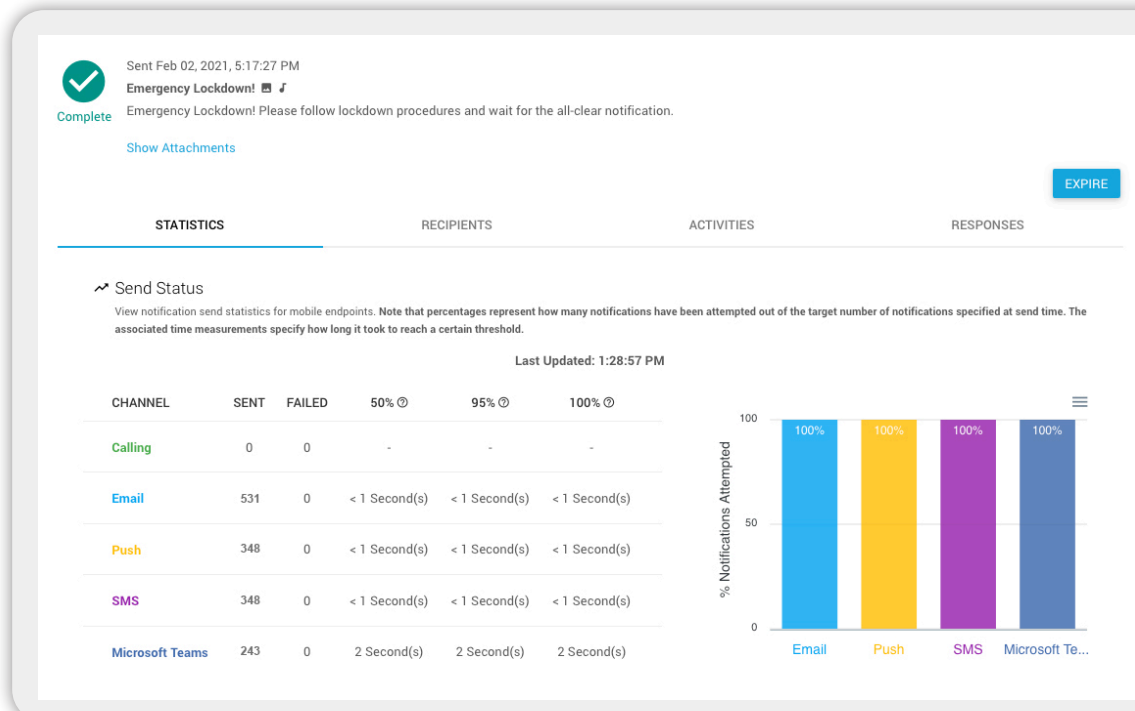 Sent Feb 02, 2021, 5:17:27 PM
Emergency Lockdown!
Complete
Emergency Lockdown! Please follow lockdown procedures and wait for the all-clear notification.
Show Attachments
EXPIRE
STATISTICS RECIPIENTS ACTIVITIES RESPONSES
Send Status
View notification send statistics for mobile endpoints. Note that percentages represent how many notifications have been attempted out of the target number of notifications specified at send time. The
associated time measurements specify how long it took to reach a certain threshold.
Last Updated: 1:28:57 PM
CHANNEL SENT FAILED 50% 95% 100%
Calling 0 0 - - -
Email 531 0 < 1 Second(s) < 1 Second(s) < 1 Second(s)
Push 348 0 < 1 Second(s) < 1 Second(s) < 1 Second(s)
SMS 348 0 < 1 Second(s) < 1 Second(s) < 1 Second(s)
Microsoft Teams 243 0 2 Second(s) 2 Second(s) 2 Second(s)
% Notifications Attempted
100
50
0
100% 100% 100% 100%
Email Push SMS Microsoft Te...